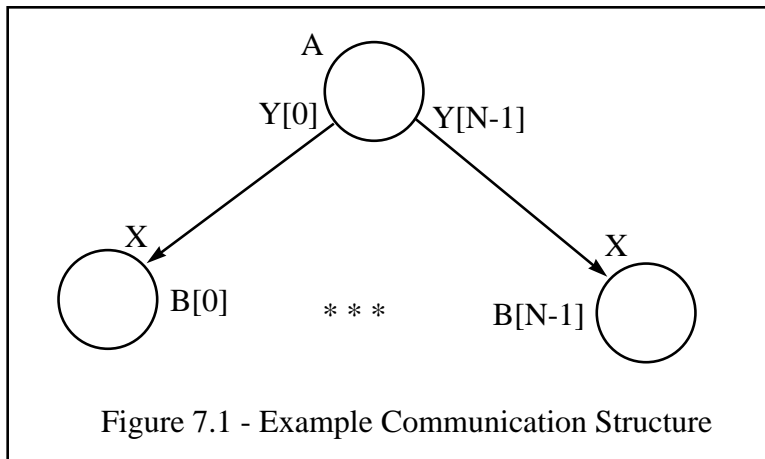 A
Y[0]
Y[N-1]
X
X
B[0]
* * *
B[N-1]
Figure 7.1 - Example Communication Structure